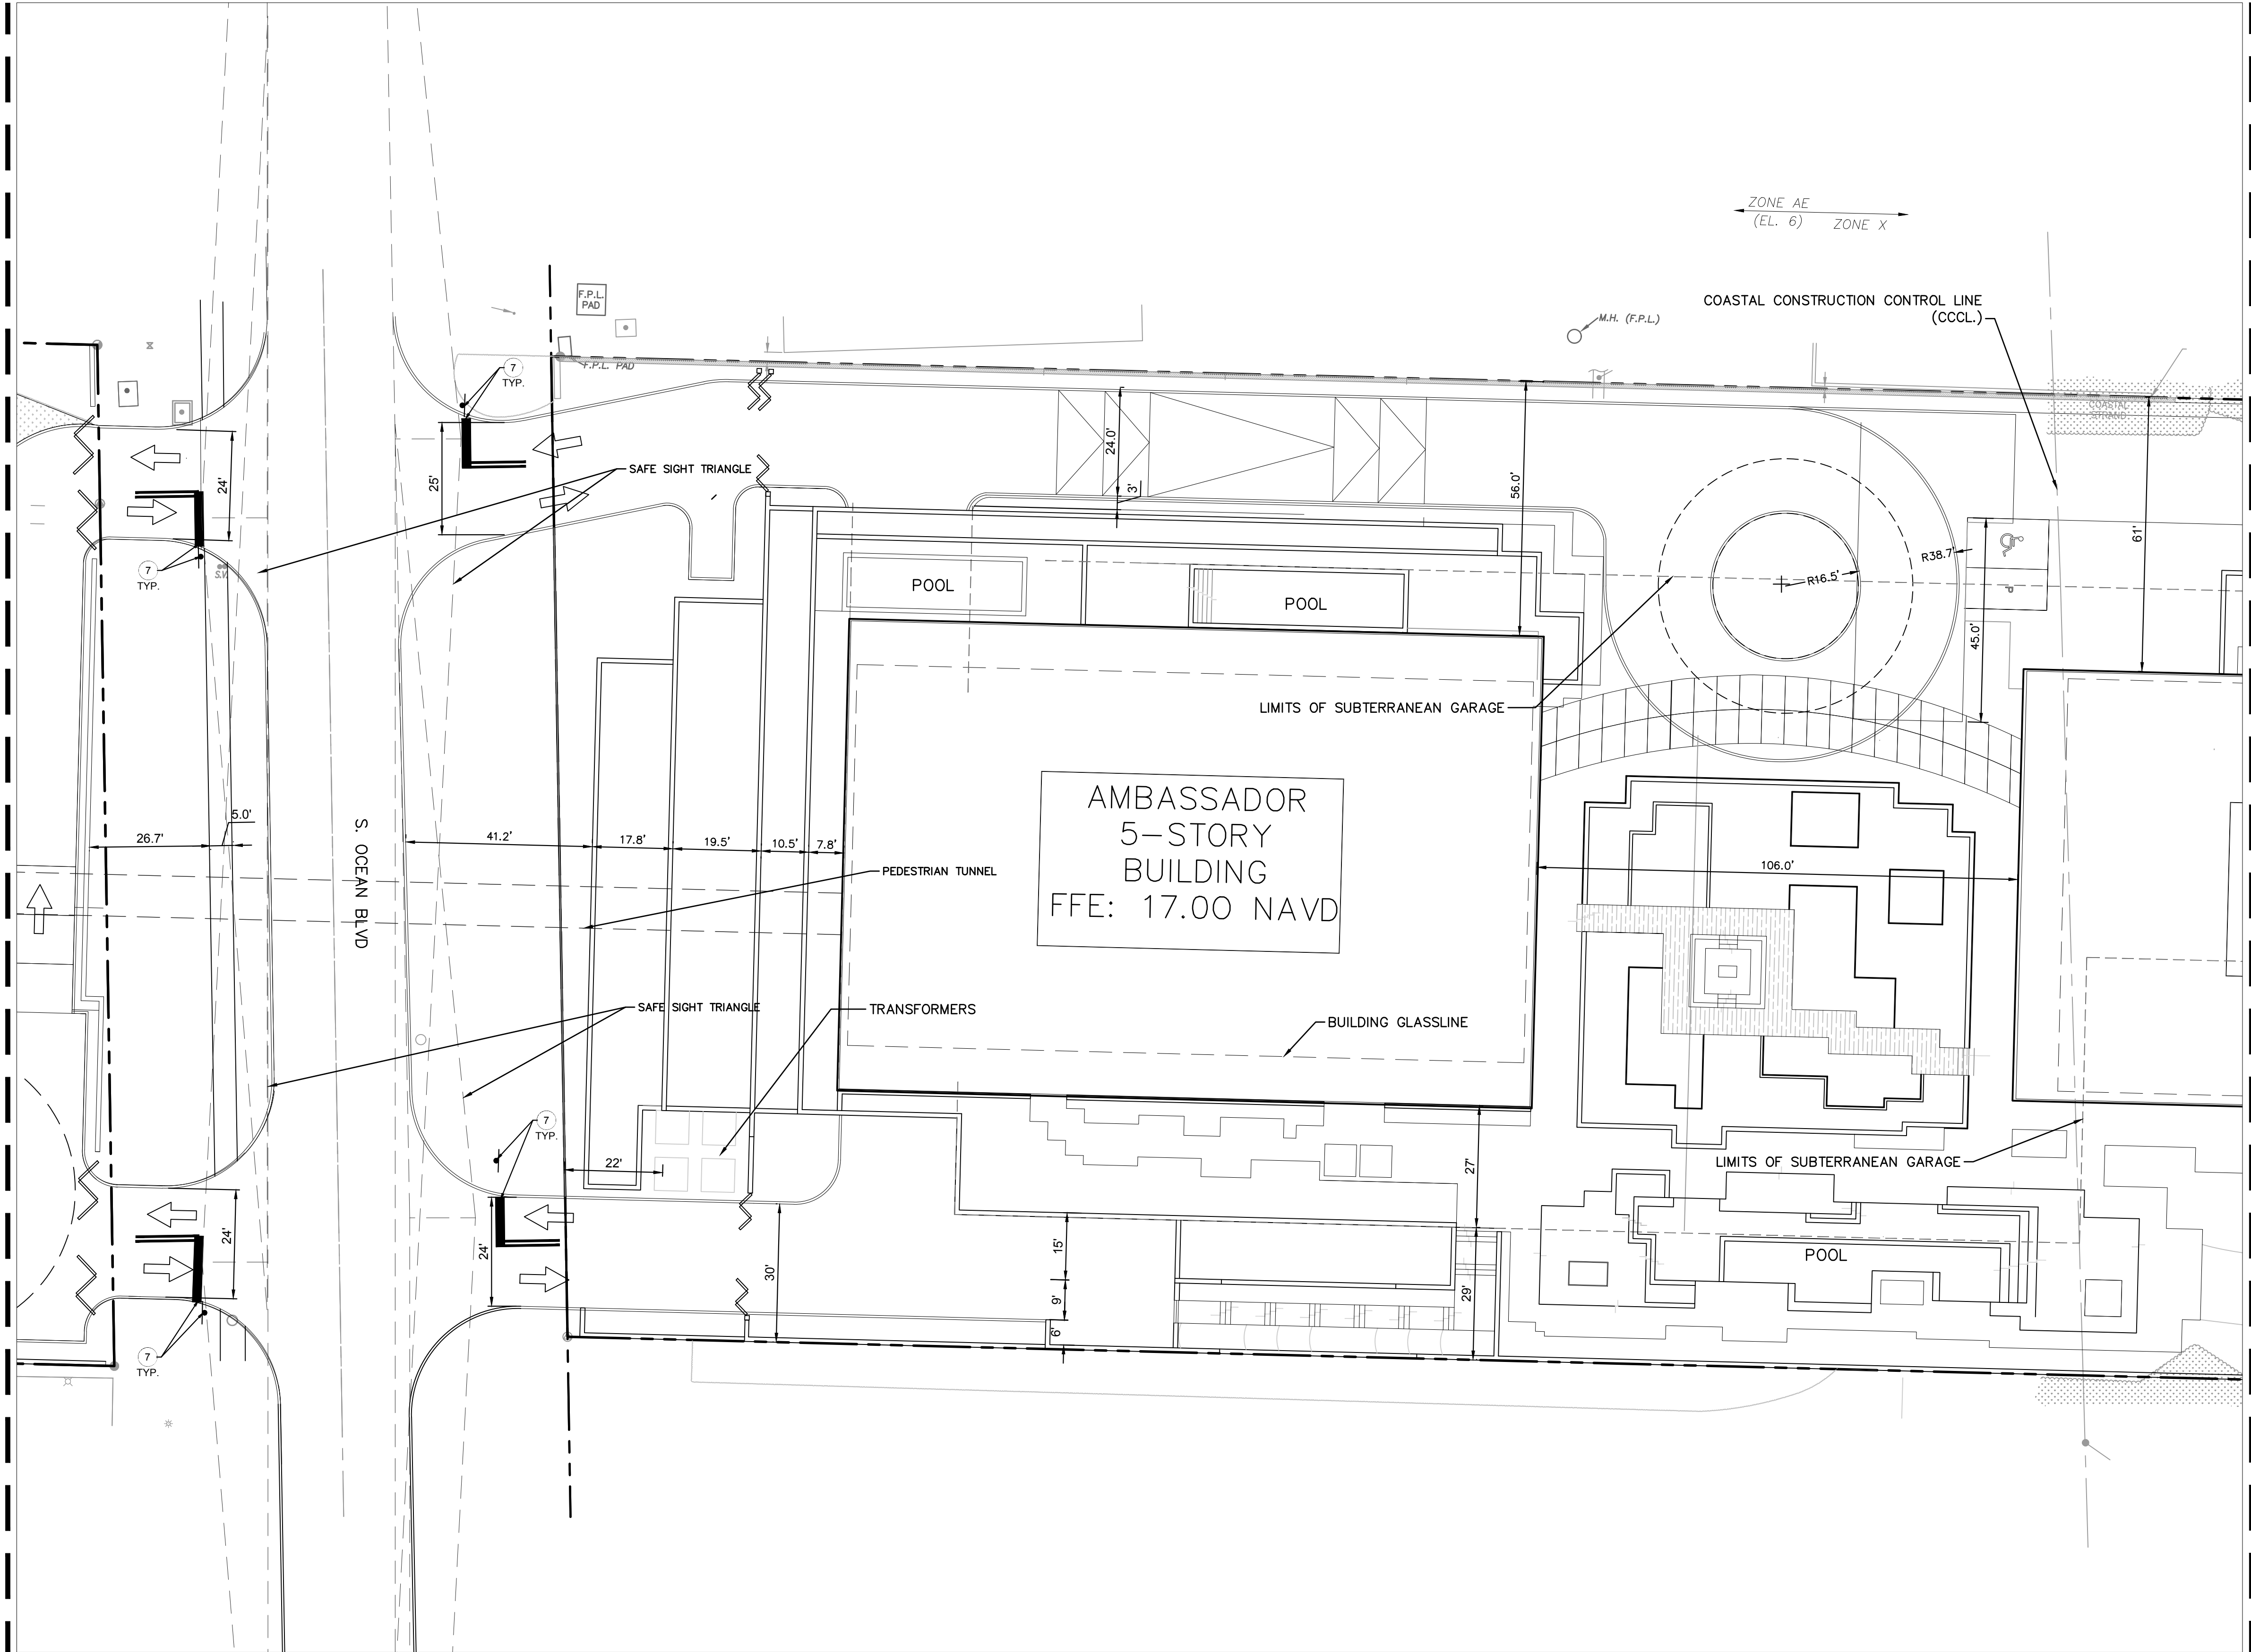 ZONE AE
(EL. 6) ZONE X
F.P.L.
PAD
COASTAL CONSTRUCTION CONTROL LINE
(CCCL.)
M.H. (F.P.L.)
7
TYP.
F.P.L. PAD
COASTAL
STRAND
24.0'
56.0'
61'
SAFE SIGHT TRIANGLE
24'
25'
3'
R38.7'
7
TYP.
S.V.
POOL
POOL
R16.5'
45.0'
LIMITS OF SUBTERRANEAN GARAGE
AMBASSADOR
5-STORY
BUILDING
FFE: 17.00 NAVD
5.0'
26.7'
S. OCEAN BLVD
41.2'
17.8'
19.5'
10.5'
7.8'
106.0'
PEDESTRIAN TUNNEL
SAFE SIGHT TRIANGLE
TRANSFORMERS
BUILDING GLASSLINE
7
TYP.
22'
27'
LIMITS OF SUBTERRANEAN GARAGE
24'
24'
30'
15'
9'
6'
29'
POOL
7
TYP.